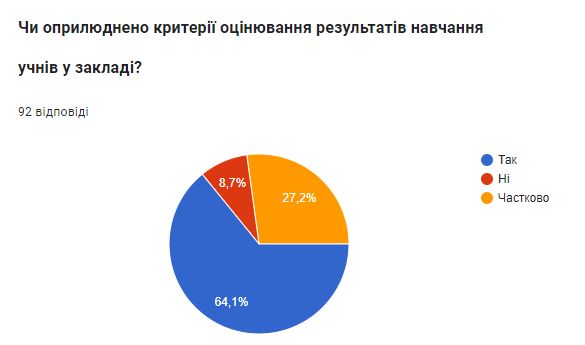 Чи оприлюднено критерії оцінювання результатів навчання
учнів у закладі?
92 відповіді
Так
Ні
Частково
8,7%
27,2%
64,1%